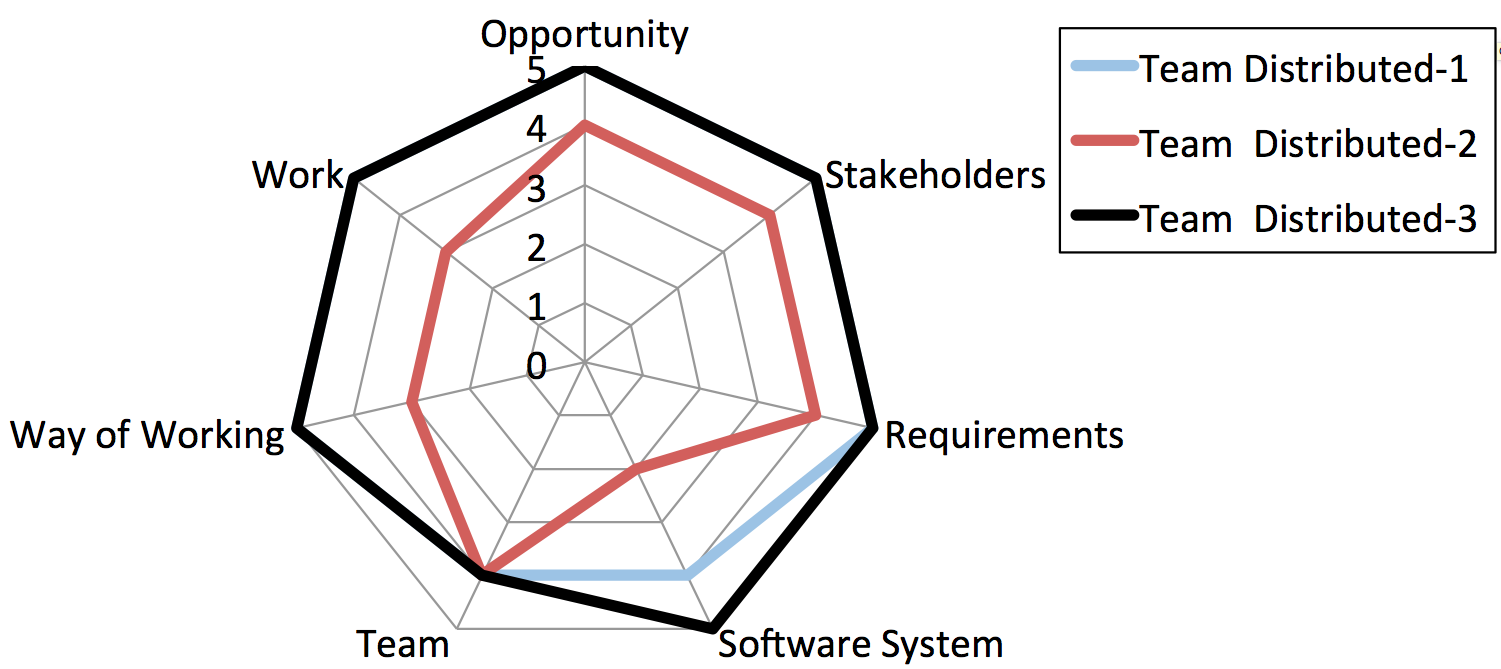 Opportunity
5
4
3
2
1
0
Work
Stakeholders
Way of Working
Requirements
Team
Software System
Team Distributed-1
Team  Distributed-2
Team  Distributed-3